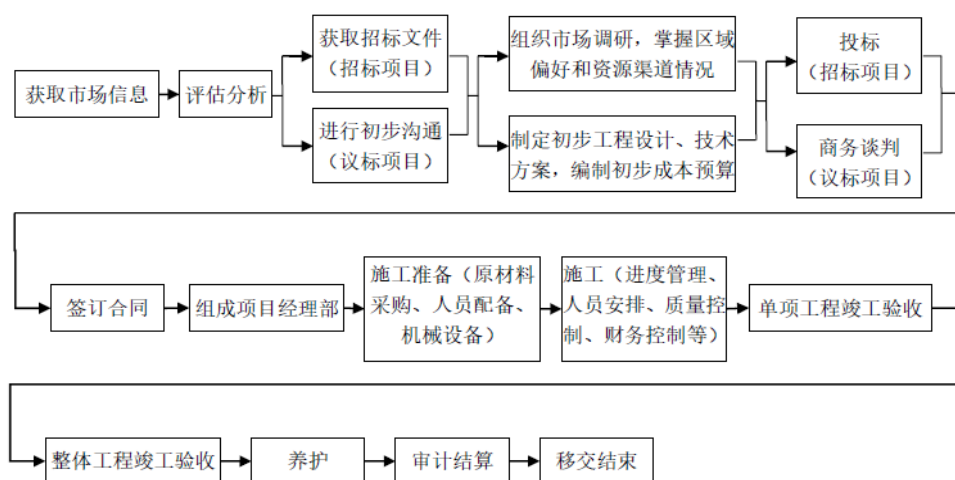 获取市场信息
评估分析
获取招标文件
（招标项目）
进行初步沟通
（议标项目）
组织市场调研，掌握区域
偏好和资源渠道情况
制定初步工程设计、技术
方案，编制初步成本预算
投标
（招标项目）
商务谈判
（议标项目）
签订合同
组成项目经理部
施工准备（原材料
采购、人员配备、
机械设备）
施工（进度管理、
人员安排、质量控
制、财务控制等）
单项工程竣工验收
整体工程竣工验收
养护
审计结算
移交结束